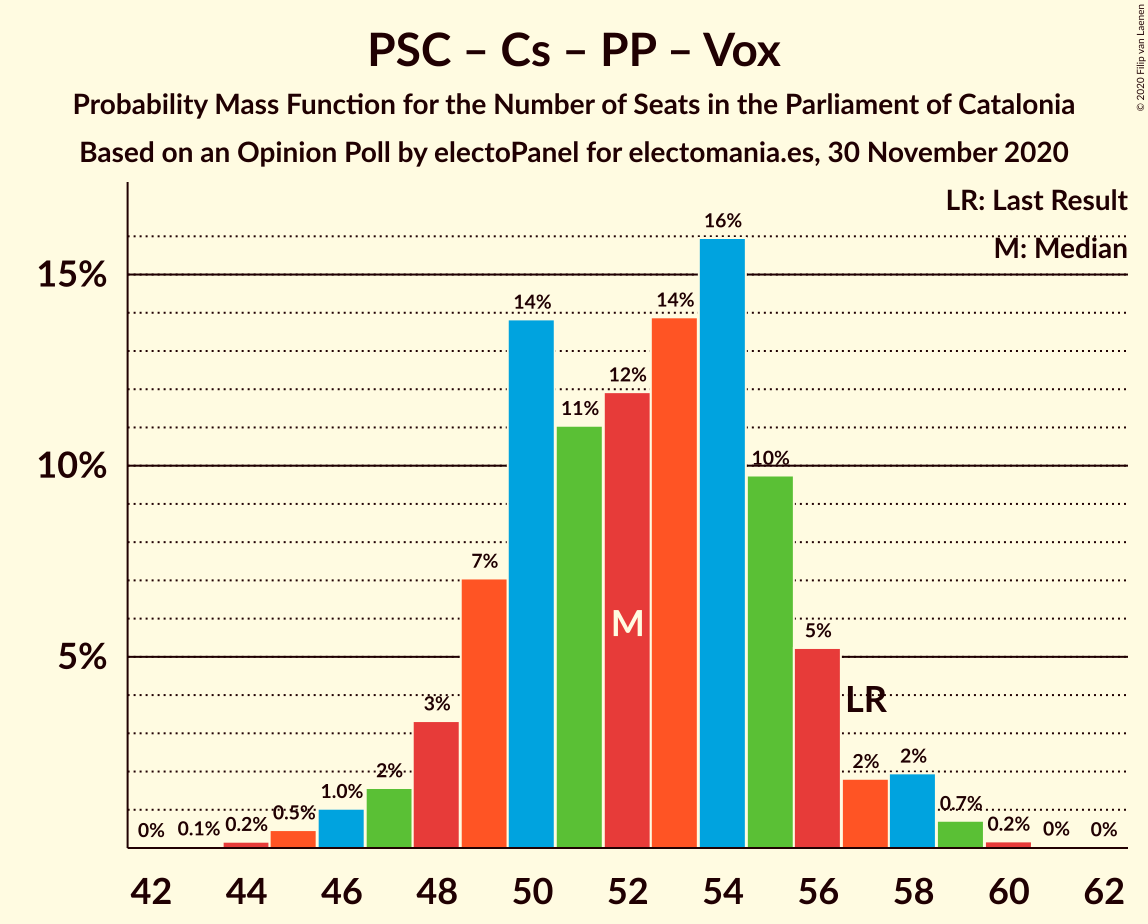 PSC – Cs – PP – Vox
Probability Mass Function for the Number of Seats in the Parliament of Catalonia
Based on an Opinion Poll by electoPanel for electomania.es, 30 November 2020
© 2020 Filip van Laenen
LR: Last Result
M: Median
15%
10%
5%
0%
0.1%
0.2%
0.5%
1.0%
2%
3%
7%
14%
11%
12%
14%
16%
10%
5%
2%
2%
0.7%
0.2%
0%
0%
M
LR
42 44 46 48 50 52 54 56 58 60 62